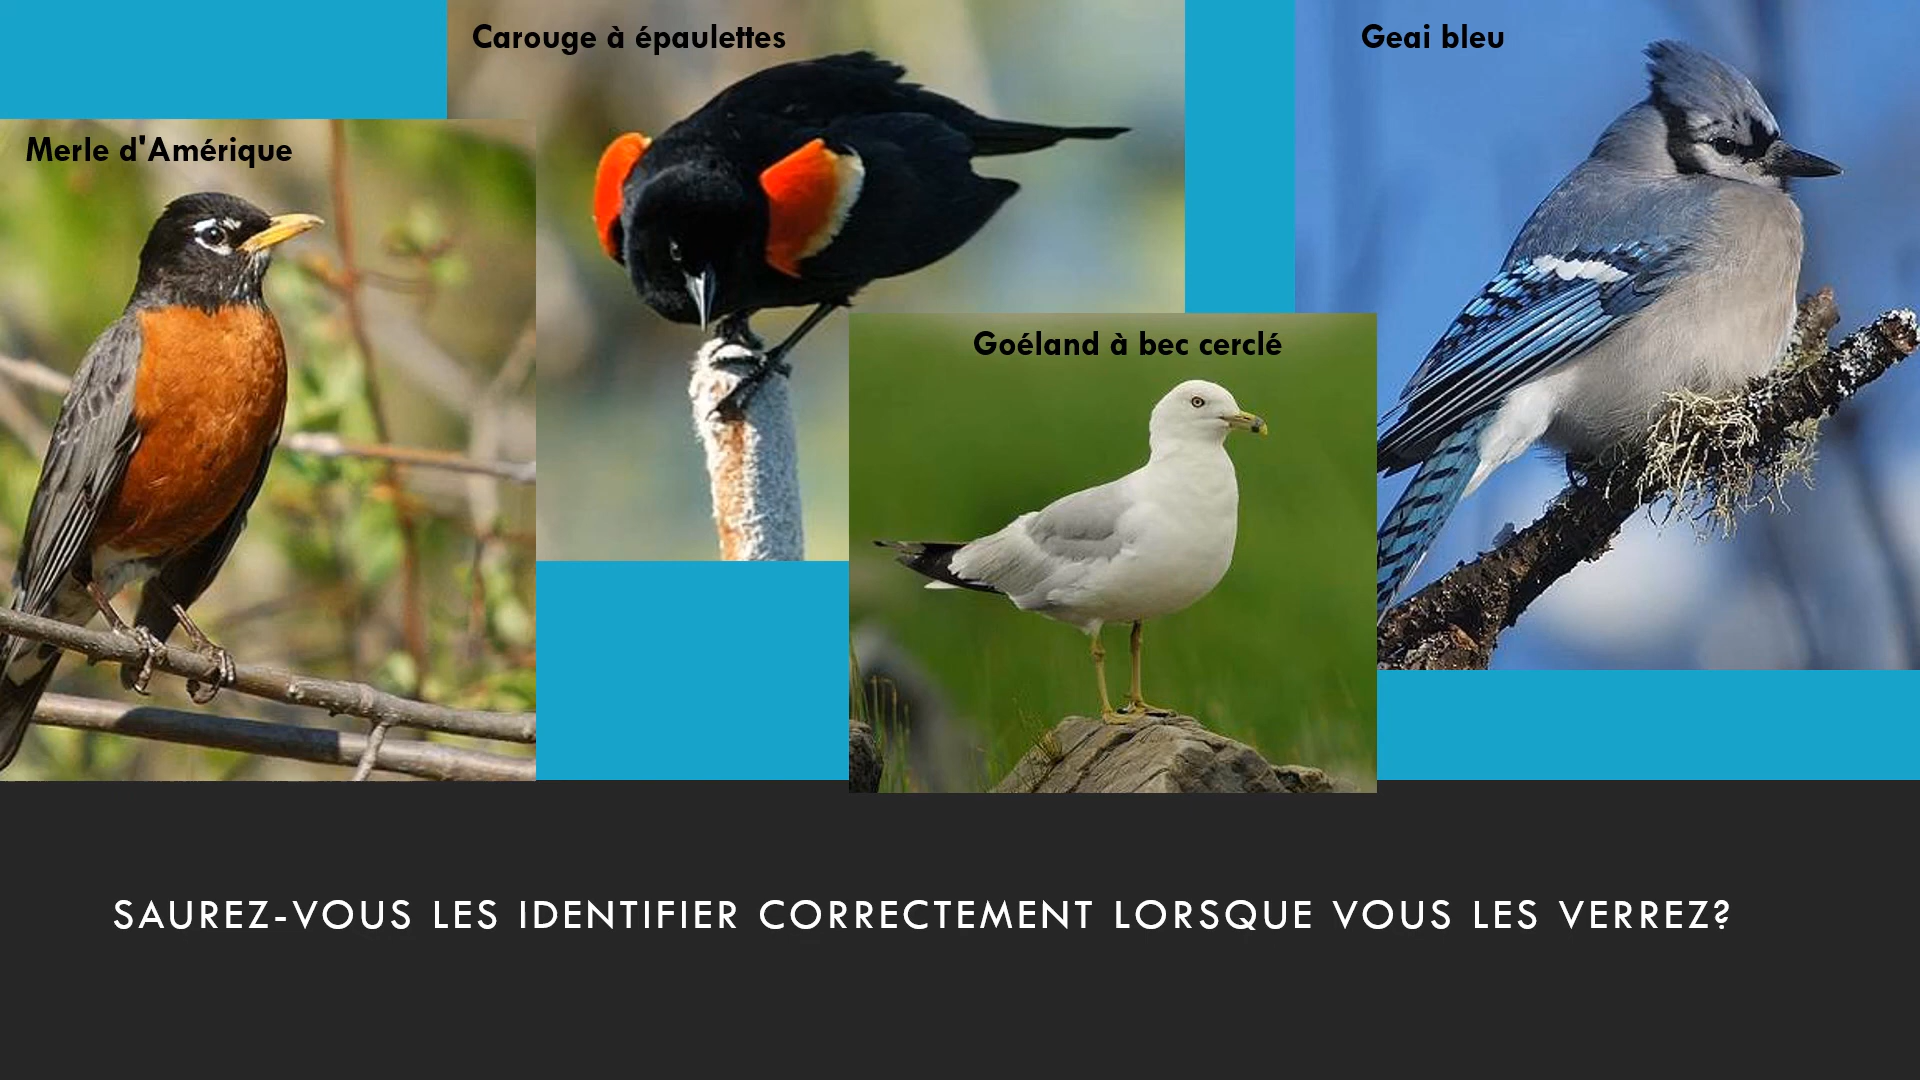 Carouge à épaulettes
Geai bleu
Merle d'Amérique
Goéland à bec cerclé
SAUREZ-VOUS LES IDENTIFIER CORRECTEMENT LORSQUE VOUS LES VERREZ?